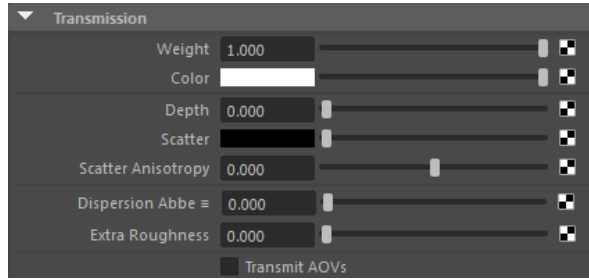 Transmission
Weight 1.000
Color
Depth 0.000
Scatter
Scatter Anisotropy 0.000
Dispersion Abbe ≡ 0.000
Extra Roughness 0.000
Transmit AOVs